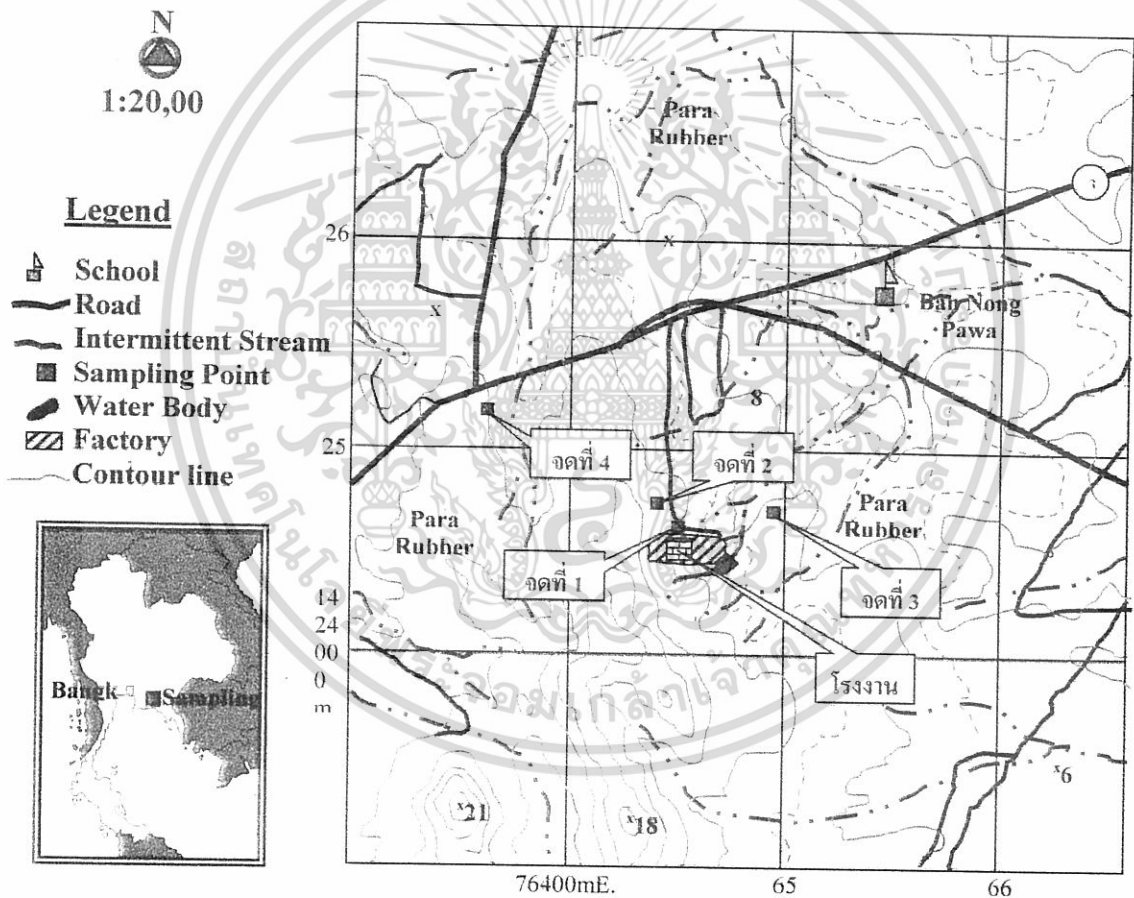 N
1:20,00
Legend
School
Road
Intermittent Stream
Sampling Point
Water Body
Factory
Contour line
Bangk
Sampling
Para
Rubber
3
26
x
x
Ban Nong
Pawa
8
25
จดที่ 4
จดที่ 2
Para
Rubher
Para
Rubber
จดที่ 1
จดที่ 3
14
24
00
0
m
โรงงาน
x21
x18
x6
76400mE.
65
66